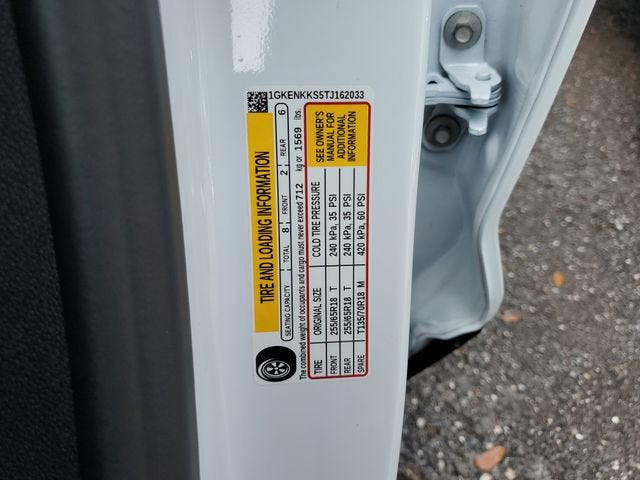 1GKENKKS5TJ162033
TIRE AND LOADING INFORMATION
SEATING CAPACITY TOTAL 8 FRONT 2 REAR 6
The combined weight of occupants and cargo must never exceed 712 kg or 1569 lbs.
TIRE ORIGINAL SIZE COLD TIRE PRESSURE
FRONT 255/65R18 T 240 kPa, 35 PSI
REAR 255/65R18 T 240 kPa, 35 PSI
SPARE T135/70R18 M 420 kPa, 60 PSI
SEE OWNER'S
MANUAL FOR
ADDITIONAL
INFORMATION